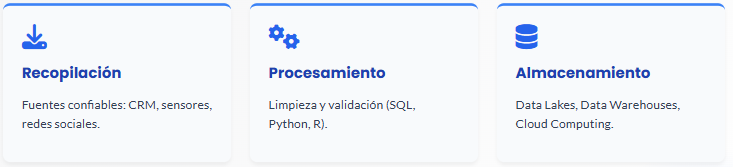 Recopilación
Fuentes confiables: CRM, sensores,
redes sociales.
Procesamiento
Limpieza y validación (SQL,
Python, R).
Almacenamiento
Data Lakes, Data Warehouses,
Cloud Computing.